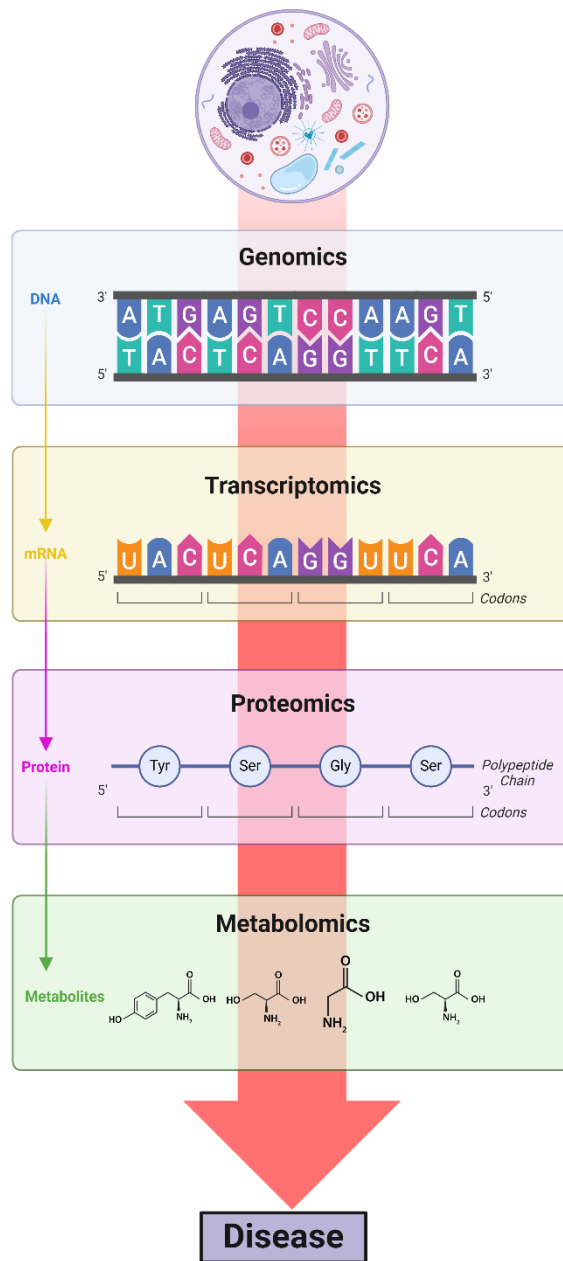 Genomics
DNA
3' 5'
A T G A G T C C A A G T
T A C T C A G G T T C A
5' 3'
Transcriptomics
mRNA
U A C U C A G G U U C A
5' 3'
Codons
Proteomics
Protein
Tyr Ser Gly Ser
Polypeptide
Chain
5' 3'
Codons
Metabolomics
Metabolites
O O O O
HO OH HO OH OH HO OH
NH₂ NH₂ NH₂ NH₂
Disease